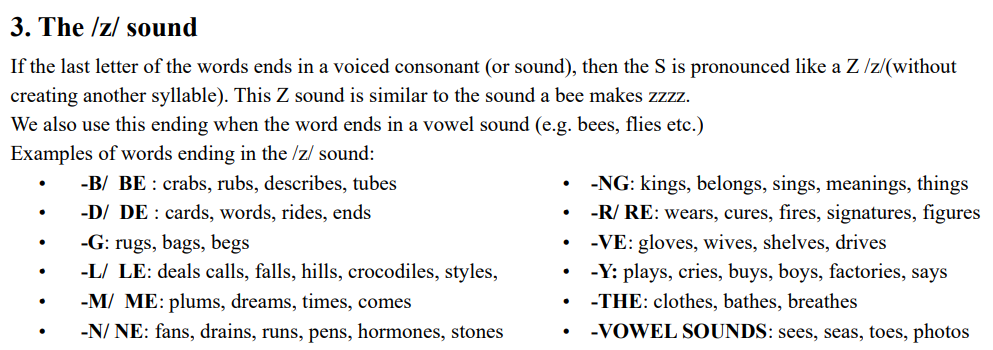 3. The /z/ sound
If the last letter of the words ends in a voiced consonant (or sound), then the S is pronounced like a Z /z/(without
creating another syllable). This Z sound is similar to the sound a bee makes zzzz.
We also use this ending when the word ends in a vowel sound (e.g. bees, flies etc.)
Examples of words ending in the /z/ sound:
• -B/ BE : crabs, rubs, describes, tubes
• -D/ DE : cards, words, rides, ends
• -G: rugs, bags, begs
• -L/ LE: deals calls, falls, hills, crocodiles, styles,
• -M/ ME: plums, dreams, times, comes
• -N/ NE: fans, drains, runs, pens, hormones, stones
• -NG: kings, belongs, sings, meanings, things
• -R/ RE: wears, cures, fires, signatures, figures
• -VE: gloves, wives, shelves, drives
• -Y: plays, cries, buys, boys, factories, says
• -THE: clothes, bathes, breathes
• -VOWEL SOUNDS: sees, seas, toes, photos